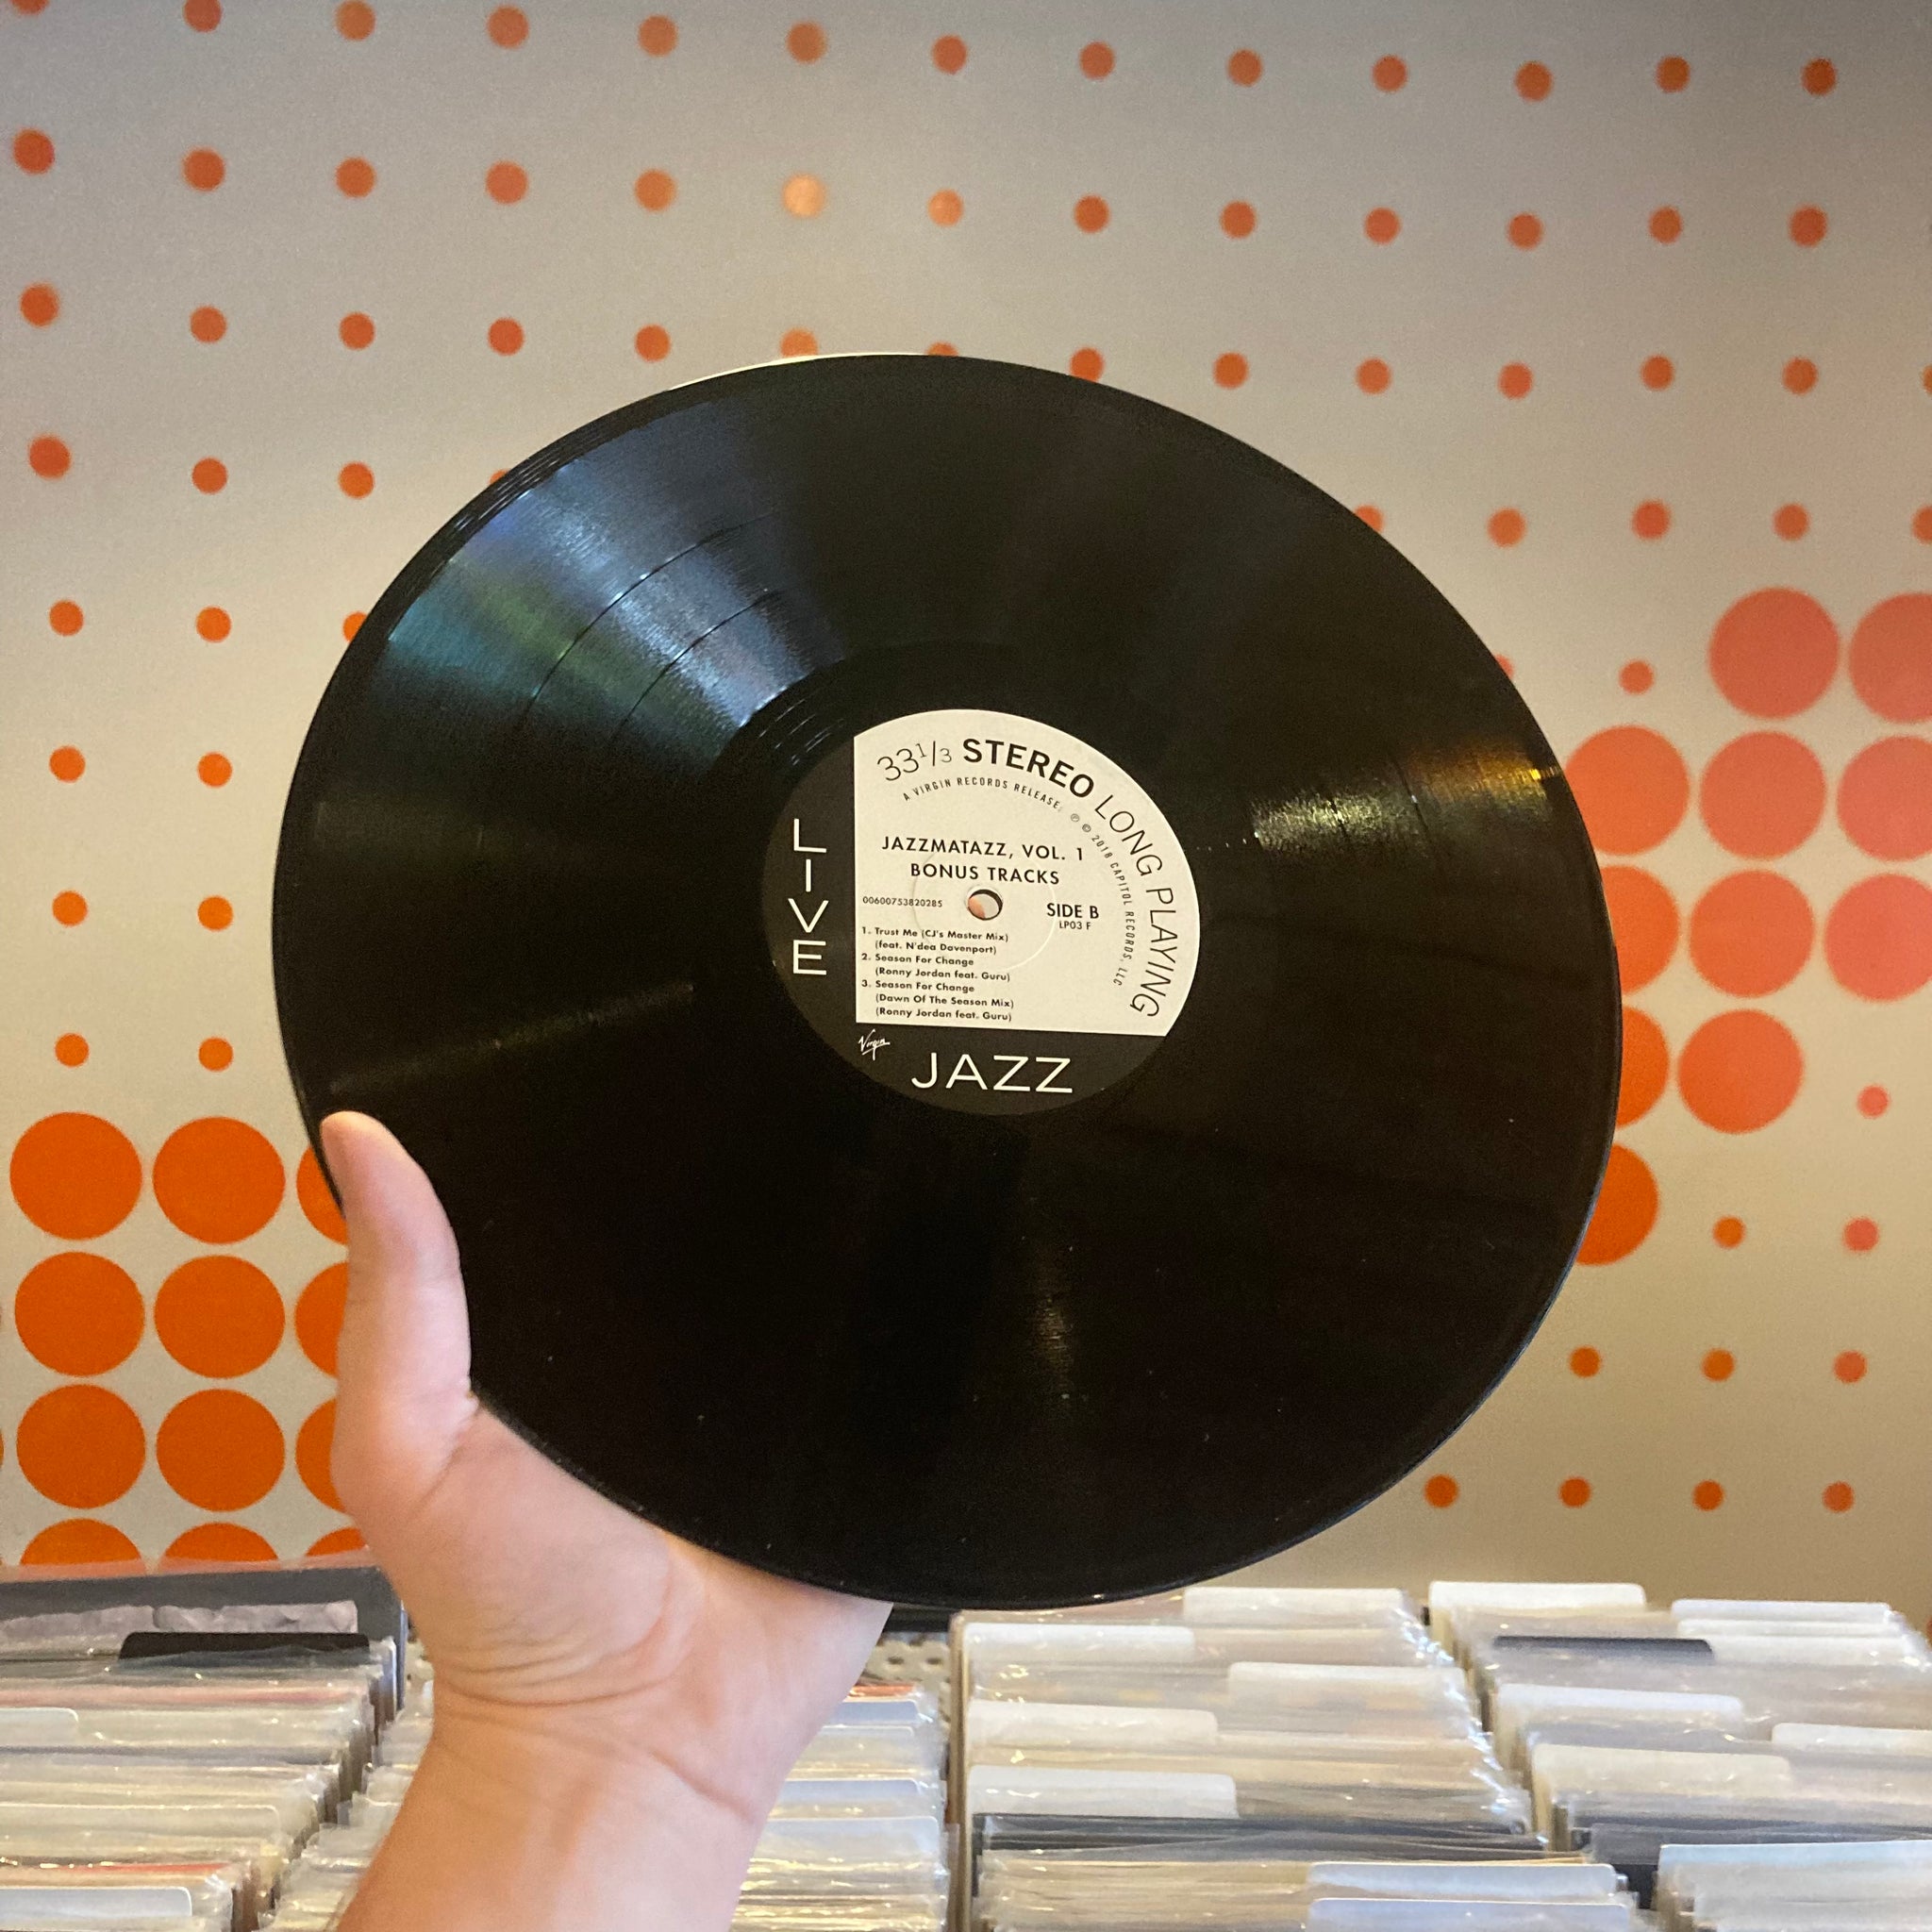 33 1/3 STEREO LONG PLAYING
A VIRGIN RECORDS RELEASE; ℗ © 2018 CAPITOL RECORDS, LLC
LIVE
JAZZMATAZZ, VOL. 1
BONUS TRACKS
00600753820285
SIDE B
LP03 F
1. Trust Me (CJ's Master Mix)
(feat. N'dea Davenport)
2. Season For Change
(Ronny Jordan feat. Guru)
3. Season For Change
(Dawn Of The Season Mix)
(Ronny Jordan feat. Guru)
Virgin
JAZZ